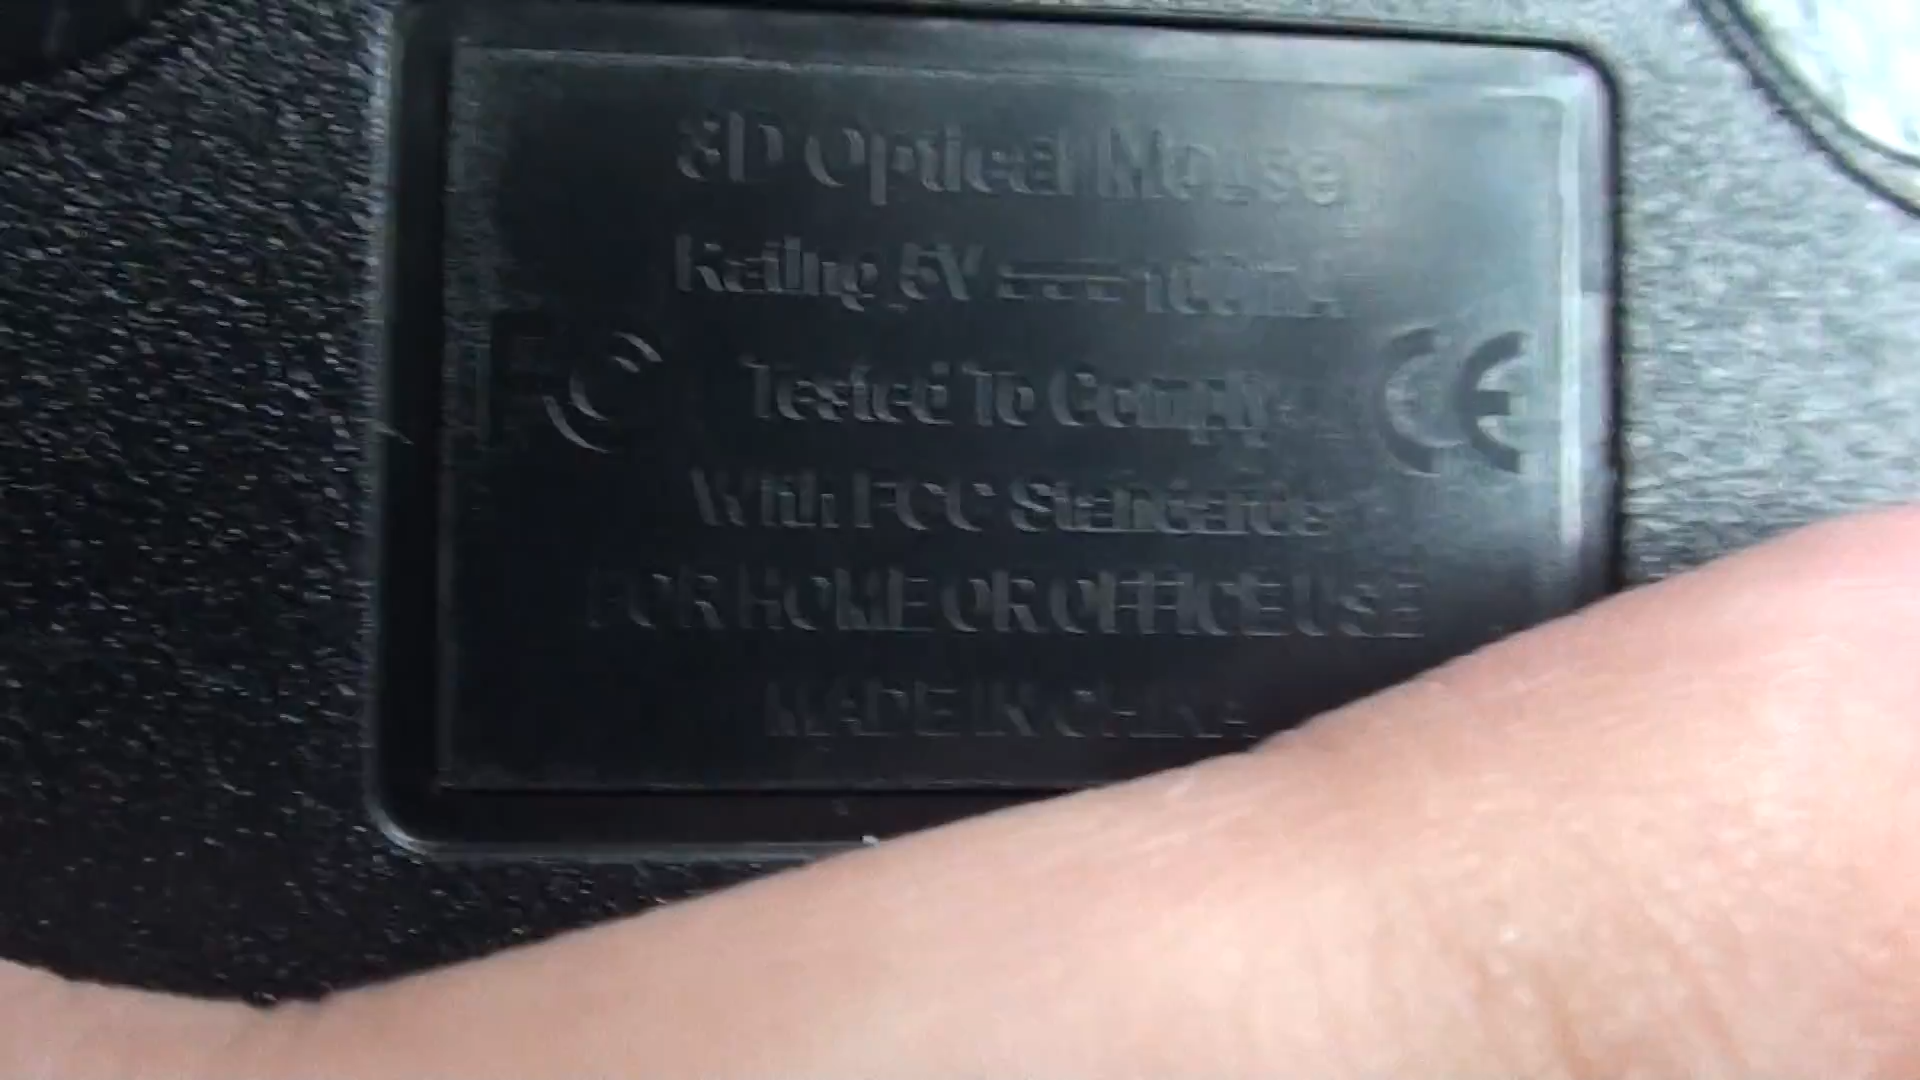 3D Optical Mouse
Rating 5V ⎓ 100mA
Tested To Comply
CE
With FCC Standards
FOR HOME OR OFFICE USE
MADE IN CHINA